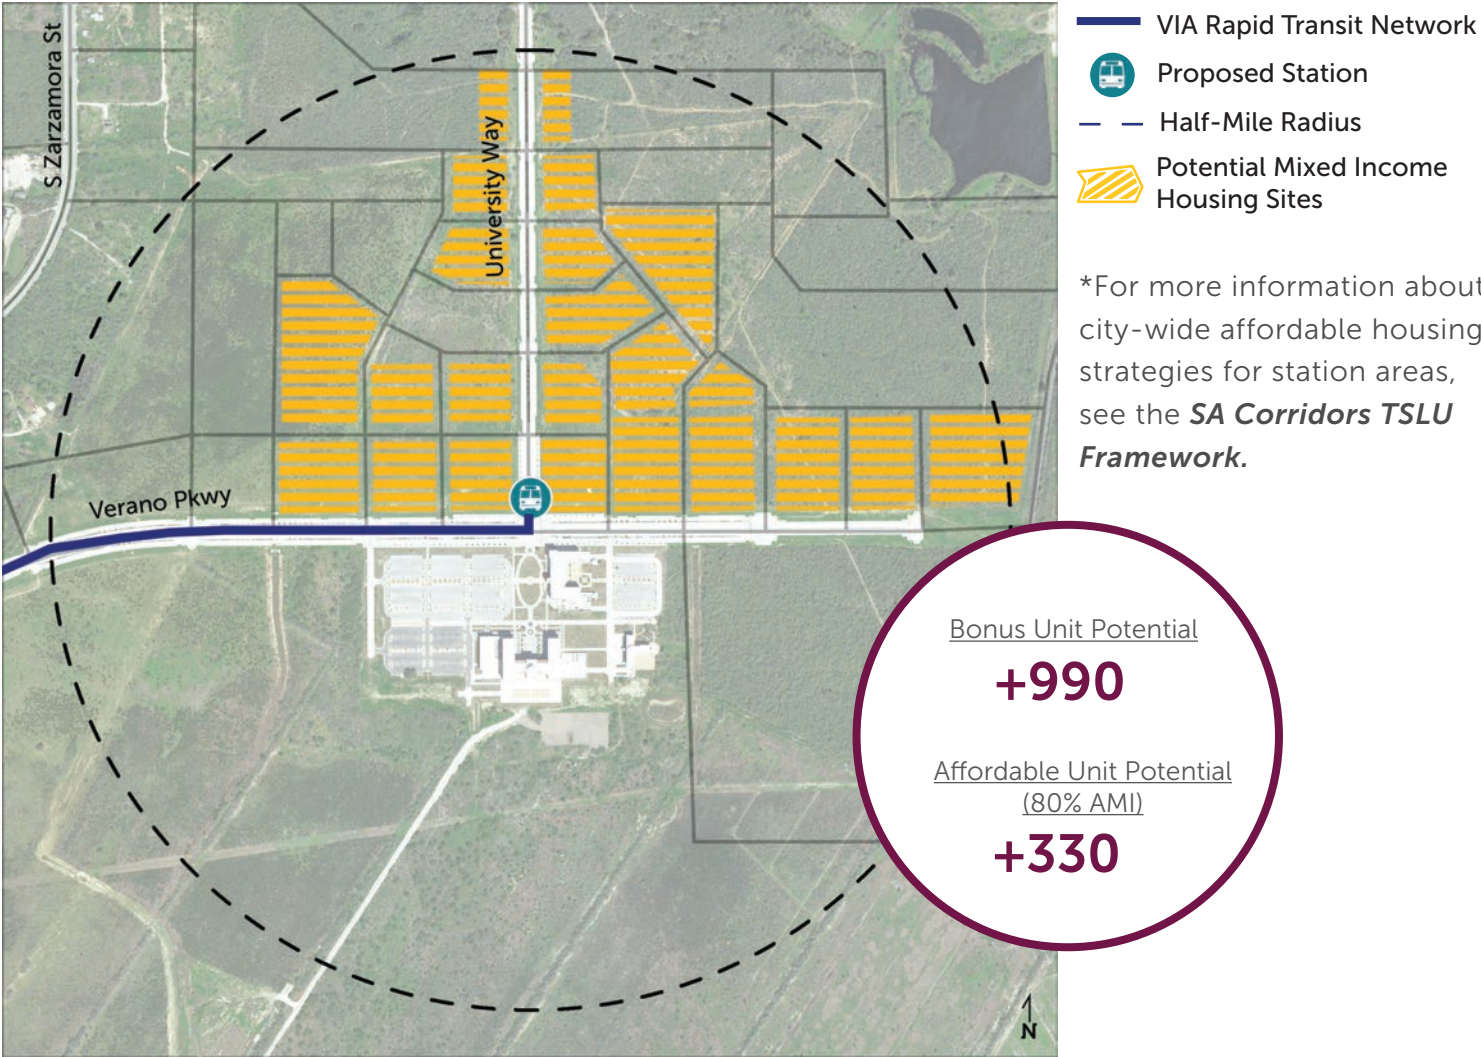 S Zarzamora St
University Way
Verano Pkwy
N
VIA Rapid Transit Network
Proposed Station
Half-Mile Radius
Potential Mixed Income
Housing Sites
*For more information about
city-wide affordable housing
strategies for station areas,
see the SA Corridors TSLU
Framework.
Bonus Unit Potential
+990
Affordable Unit Potential
(80% AMI)
+330